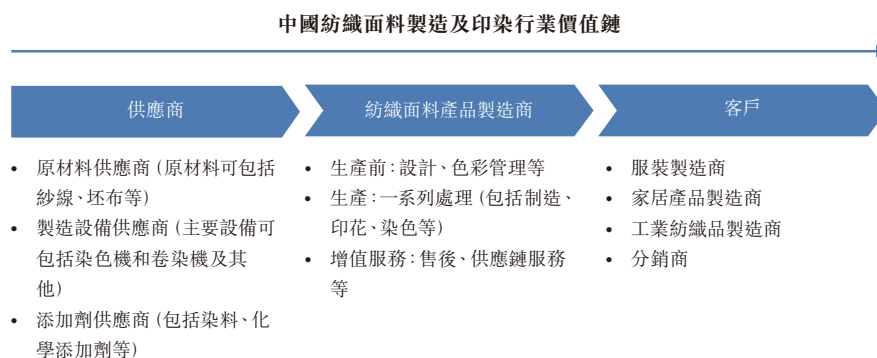 中國紡織面料製造及印染行業價值鏈
供應商
紡織面料產品製造商
客戶
• 原材料供應商 (原材料可包括
紗線、坯布等)
• 製造設備供應商 (主要設備可
包括染色機和卷染機及其
他)
• 添加劑供應商 (包括染料、化
學添加劑等)
• 生產前：設計、色彩管理等
• 生產：一系列處理 (包括制造、
印花、染色等)
• 增值服務：售後、供應鏈服務
等
• 服裝製造商
• 家居產品製造商
• 工業紡織品製造商
• 分銷商